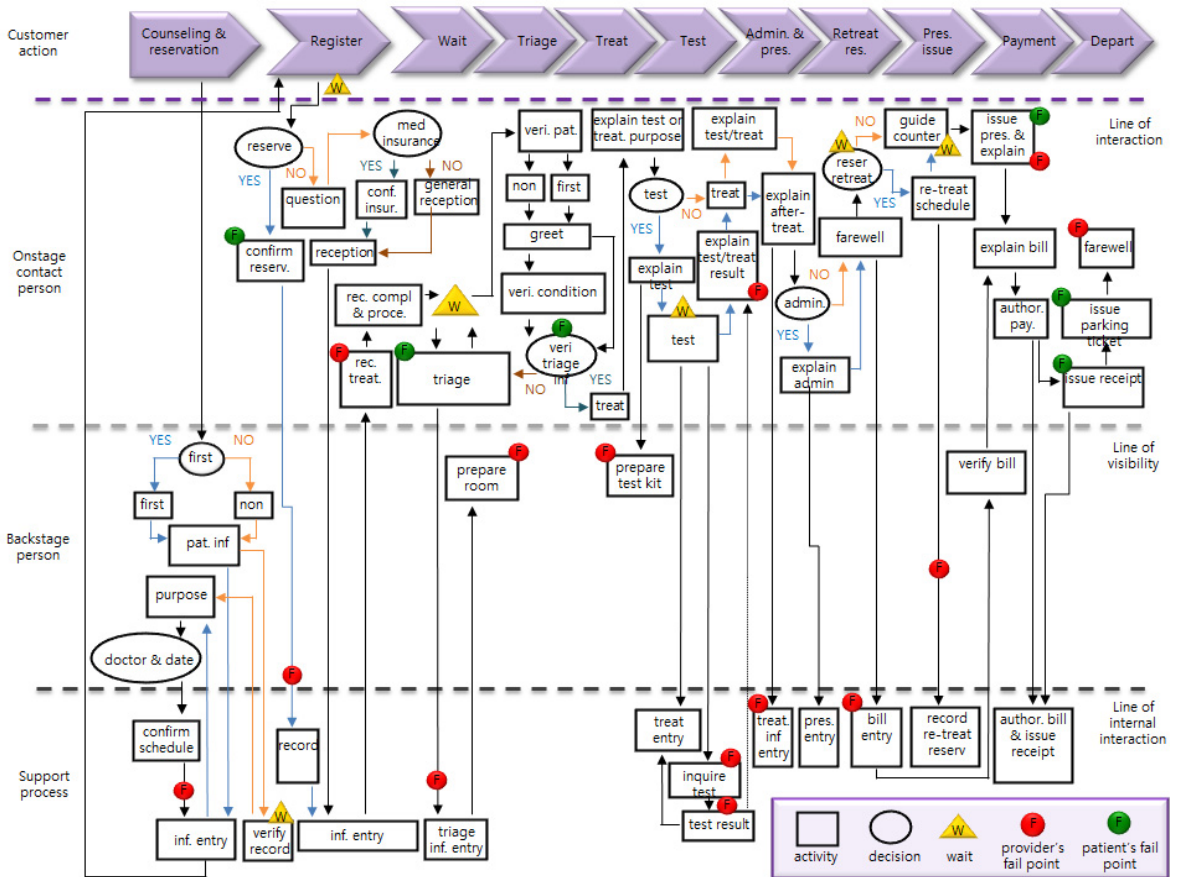 Customer
action
Counseling &
reservation
Register
Wait
Triage
Treat
Test
Admin. &
pres.
Retreat
res.
Pres.
issue
Payment
Depart
W
Line of
interaction
Onstage
contact
person
reserve
YES
NO
question
F
confirm
reserv.
med
insurance
YES
NO
conf.
insur.
general
reception
reception
rec. compl
& proce.
W
F
rec.
treat.
F
triage
veri. pat.
non
first
greet
veri. condition
F
veri
triage
inf
NO
YES
treat
explain test or
treat. purpose
test
NO
YES
explain
test
W
test
explain
test/treat
treat
explain
test/treat
result
F
explain
after-
treat.
admin.
NO
YES
explain
admin
W
reser
retreat
NO
YES
farewell
guide
counter
W
re-treat
schedule
issue
pres. &
explain
F
F
explain bill
author.
pay.
F
farewell
F
issue
parking
ticket
F
issue receipt
Line of
visibility
Backstage
person
YES
NO
first
first
non
pat. inf
purpose
doctor & date
F
prepare
room
F
F
prepare
test kit
verify bill
F
Line of
internal
interaction
Support
process
confirm
schedule
F
inf. entry
W
verify
record
record
inf. entry
F
triage
inf. entry
treat
entry
F
inquire
test
F
test result
F
treat.
inf
entry
pres.
entry
F
bill
entry
record
re-treat
reserv
author. bill
& issue
receipt
activity
decision
W
wait
F
provider's
fail point
F
patient's fail
point